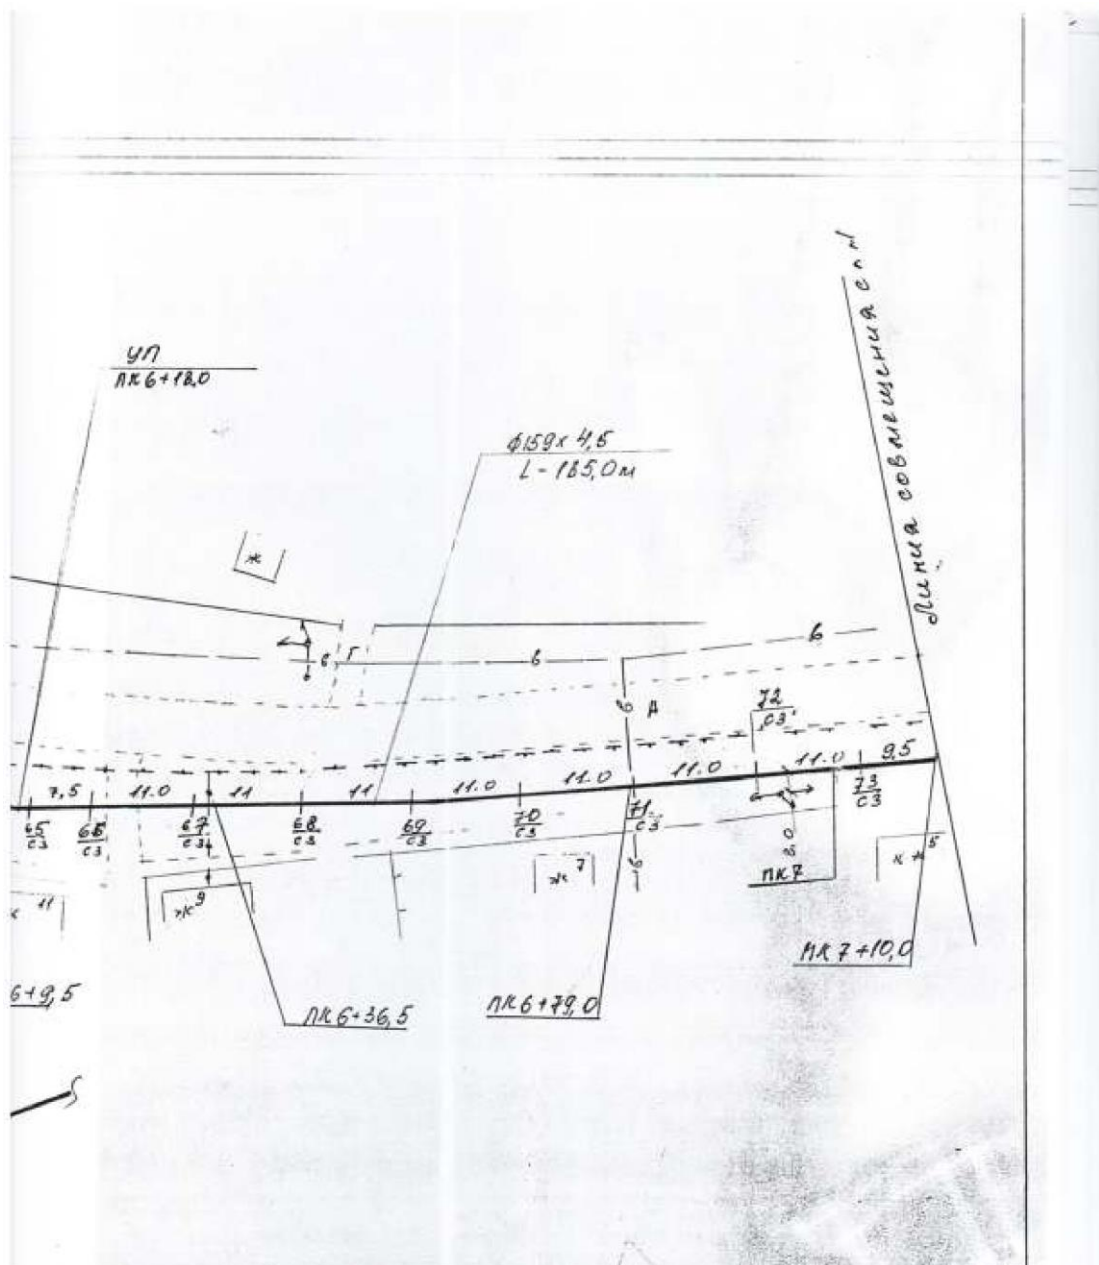 УП
ПК6+18,0
ф159х4,5
L-185,0м
Линия совмещения с п.1
ж
в
Г
в
в
в
Д
72
СЗ
7,5
11.0
11
11
11.0
11.0
11.0
11.0
9,5
65
СЗ
66
СЗ
67
СЗ
68
СЗ
69
СЗ
70
СЗ
71
СЗ
73
СЗ
8.0
в
11
ж 9
ж 7
5
ПК7
ПК7+10,0
6+9,5
ПК6+36,5
ПК6+79,0